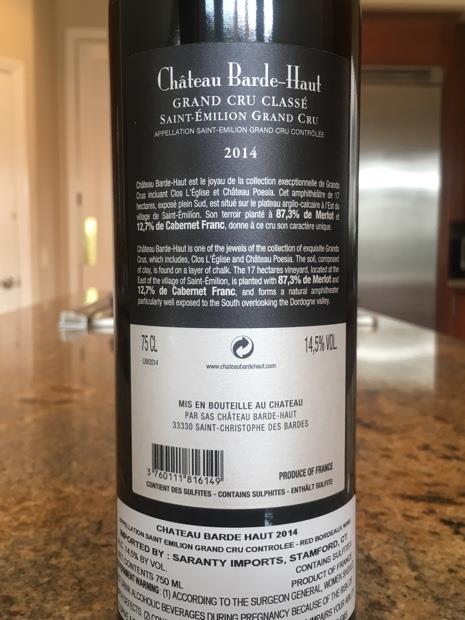 Château Barde-Haut
GRAND CRU CLASSÉ
SAINT-ÉMILION GRAND CRU
APPELLATION SAINT-EMILION GRAND CRU CONTRÔLÉE
2014
Château Barde-Haut est le joyau de la collection execptionnelle de Grands
Crus incluant Clos L'Église et Château Poesia. Cet amphithéâtre de 17
hectares, exposé plein Sud, est situé sur le plateau argilo-calcaire à l'Est du
village de Saint-Émilion. Son terroir planté à 87,3% de Merlot et
12,7% de Cabernet Franc, donne à ce cru son caractère unique.
Château Barde-Haut is one of the jewels of the collection of exquisite Grands
Crus, which includes, Clos L'Église and Château Poesia. The soil, composed
of clay, is found on a layer of chalk. The 17 hectares vineyard, located at the
East of the village of Saint-Émilion, is planted with 87,3% de Merlot and
12,7% de Cabernet Franc, and forms a natural amphitheater
particularly well exposed to the South overlooking the Dordogne valley.
75 CL
14,5% VOL.
LBH2014
www.chateaubardehaut.com
MIS EN BOUTEILLE AU CHATEAU
PAR SAS CHÂTEAU BARDE-HAUT
33330 SAINT-CHRISTOPHE DES BARDES
3 760111 816149
PRODUCE OF FRANCE
CONTIENT DES SULFITES - CONTAINS SULPHITES - ENTHÄLT SULFITE
CHATEAU BARDE HAUT 2014
APPELLATION SAINT EMILION GRAND CRU CONTROLEE - RED BORDEAUX WINE
IMPORTED BY : SARANTY IMPORTS, STAMFORD, CT
14.5% BY VOL.
CONTAINS SULFITES
CONTENTS 750 ML
PRODUCT OF FRANCE
WARNING: (1) ACCORDING TO THE SURGEON GENERAL, WOMEN SHOULD
DRINK ALCOHOLIC BEVERAGES DURING PREGNANCY BECAUSE OF THE RISK OF
DEFECTS. (2)
IMPAIRS YOUR ABILITY